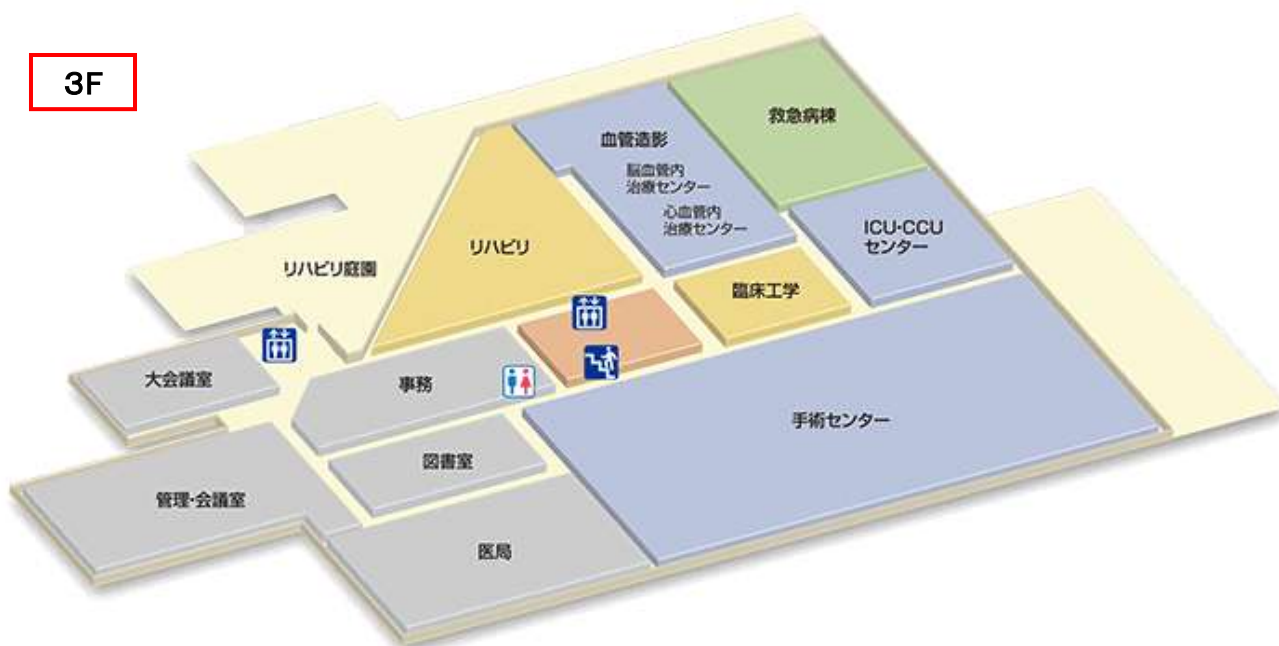 3F
救急病棟
血管造影
脳血管内
治療センター
心血管内
治療センター
ICU・CCU
センター
リハビリ
リハビリ庭園
臨床工学
大会議室
事務
手術センター
図書室
管理・会議室
医局